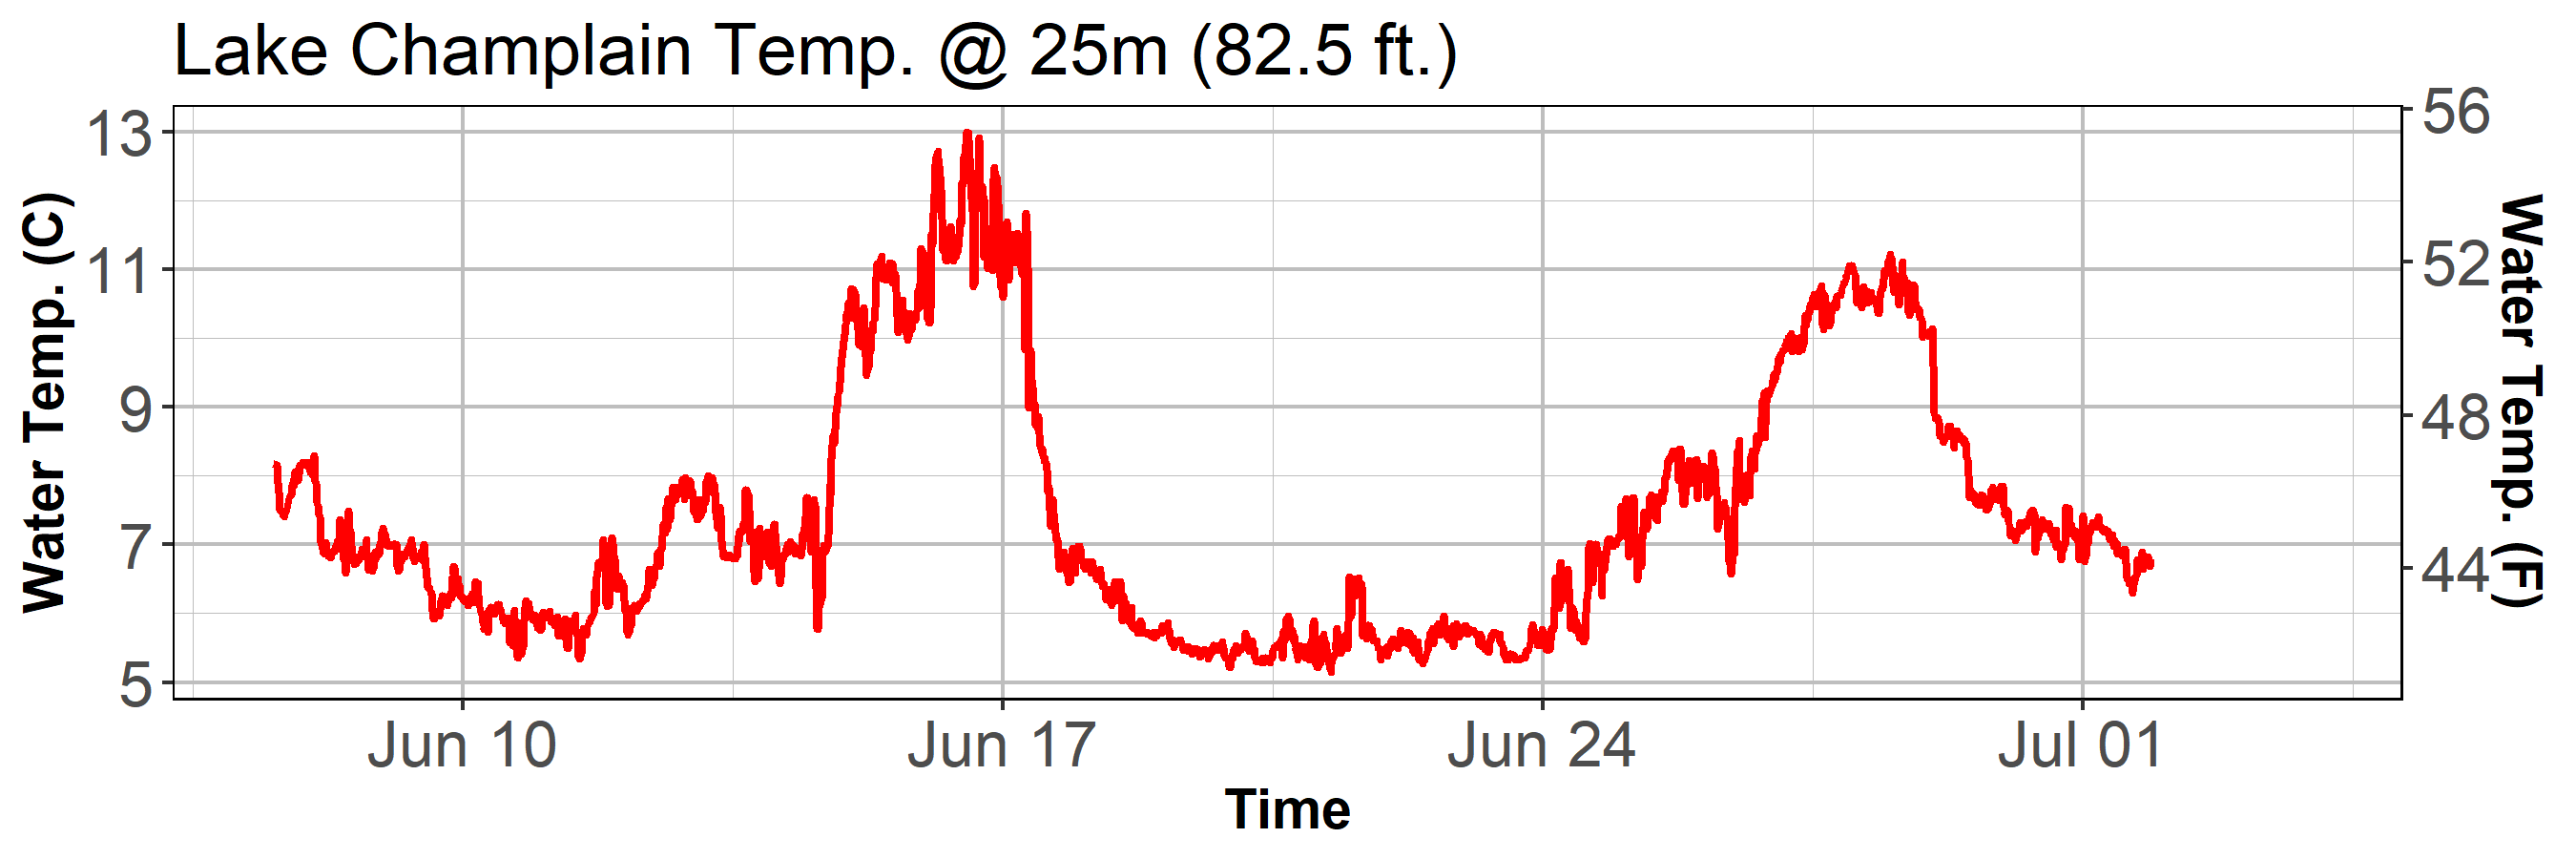 Lake Champlain Temp. @ 25m (82.5 ft.)
Water Temp. (C)
13
11
9
7
5
56
52
48
44
Water Temp. (F)
Jun 10
Jun 17
Jun 24
Jul 01
Time